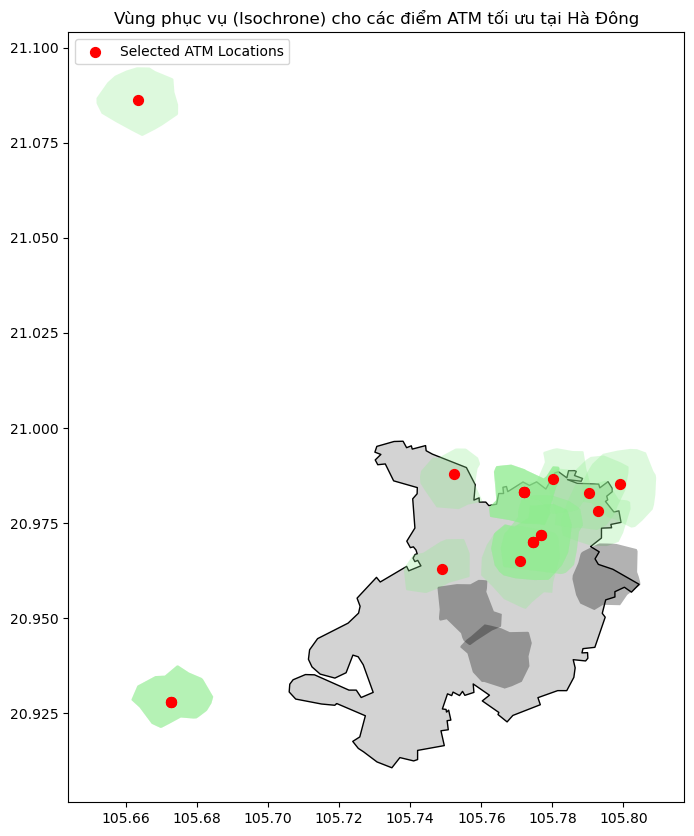 Vùng phục vụ (Isochrone) cho các điểm ATM tối ưu tại Hà Đông
Selected ATM Locations
21.100
21.075
21.050
21.025
21.000
20.975
20.950
20.925
105.66 105.68 105.70 105.72 105.74 105.76 105.78 105.80